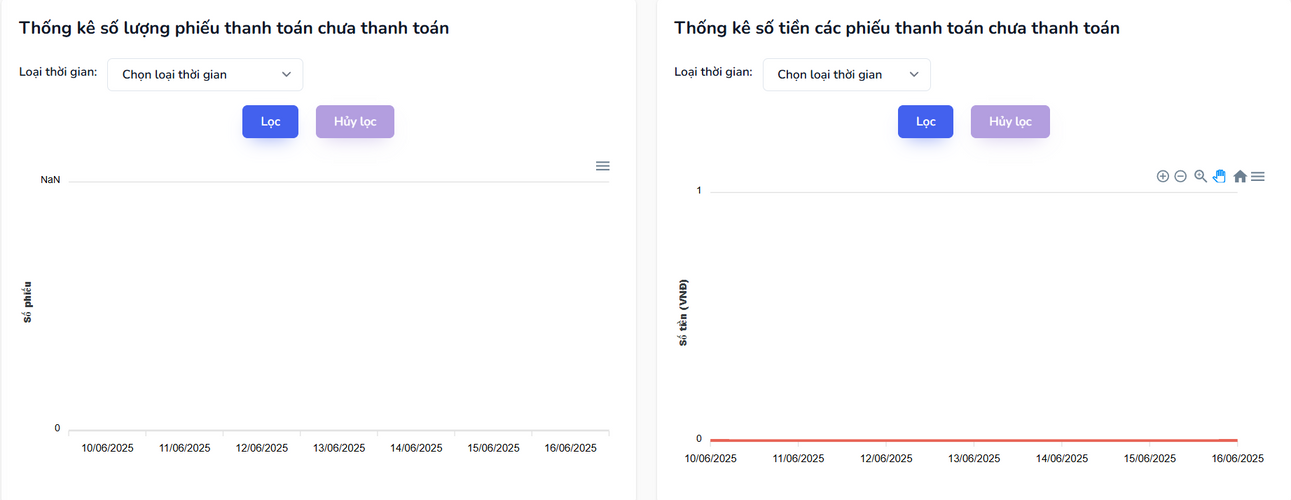 Thống kê số lượng phiếu thanh toán chưa thanh toán
Loại thời gian: Chọn loại thời gian
Lọc Hủy lọc
NaN
Số phiếu
0
10/06/2025 11/06/2025 12/06/2025 13/06/2025 14/06/2025 15/06/2025 16/06/2025
Thống kê số tiền các phiếu thanh toán chưa thanh toán
Loại thời gian: Chọn loại thời gian
Lọc Hủy lọc
1
Số tiền (VNĐ)
0
10/06/2025 11/06/2025 12/06/2025 13/06/2025 14/06/2025 15/06/2025 16/06/2025